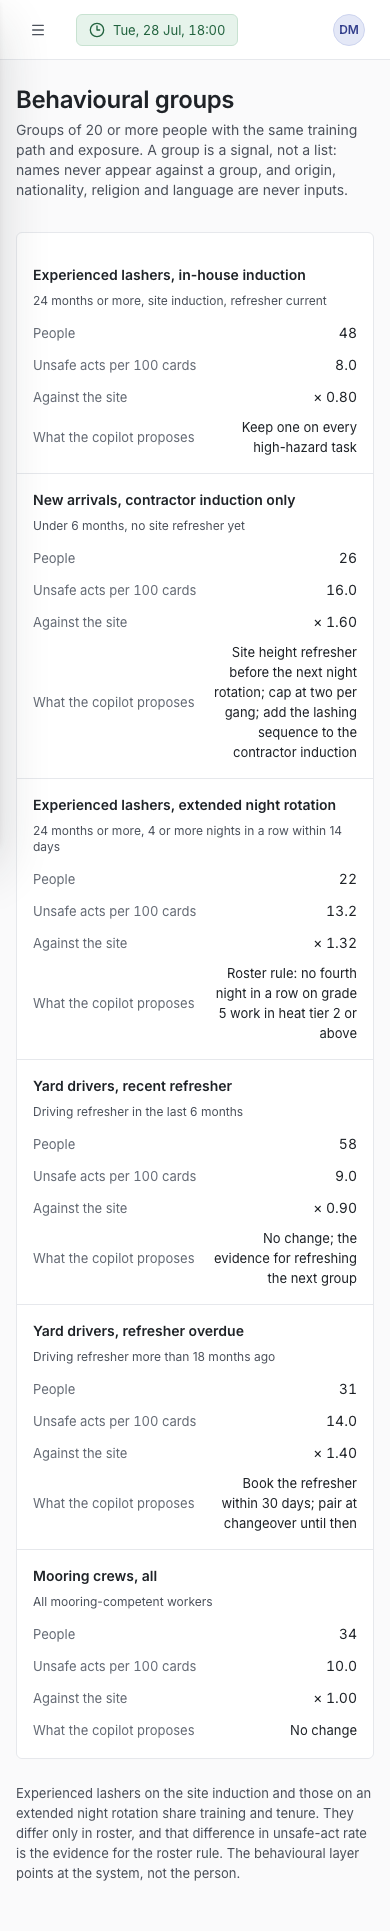 Tue, 28 Jul, 18:00
DM
Behavioural groups
Groups of 20 or more people with the same training
path and exposure. A group is a signal, not a list:
names never appear against a group, and origin,
nationality, religion and language are never inputs.
Experienced lashers, in-house induction
24 months or more, site induction, refresher current
People 48
Unsafe acts per 100 cards 8.0
Against the site × 0.80
What the copilot proposes Keep one on every
high-hazard task
New arrivals, contractor induction only
Under 6 months, no site refresher yet
People 26
Unsafe acts per 100 cards 16.0
Against the site × 1.60
What the copilot proposes Site height refresher
before the next night
rotation; cap at two per
gang; add the lashing
sequence to the
contractor induction
Experienced lashers, extended night rotation
24 months or more, 4 or more nights in a row within 14
days
People 22
Unsafe acts per 100 cards 13.2
Against the site × 1.32
What the copilot proposes Roster rule: no fourth
night in a row on grade
5 work in heat tier 2 or
above
Yard drivers, recent refresher
Driving refresher in the last 6 months
People 58
Unsafe acts per 100 cards 9.0
Against the site × 0.90
What the copilot proposes No change; the
evidence for refreshing
the next group
Yard drivers, refresher overdue
Driving refresher more than 18 months ago
People 31
Unsafe acts per 100 cards 14.0
Against the site × 1.40
What the copilot proposes Book the refresher
within 30 days; pair at
changeover until then
Mooring crews, all
All mooring-competent workers
People 34
Unsafe acts per 100 cards 10.0
Against the site × 1.00
What the copilot proposes No change
Experienced lashers on the site induction and those on an
extended night rotation share training and tenure. They
differ only in roster, and that difference in unsafe-act rate
is the evidence for the roster rule. The behavioural layer
points at the system, not the person.